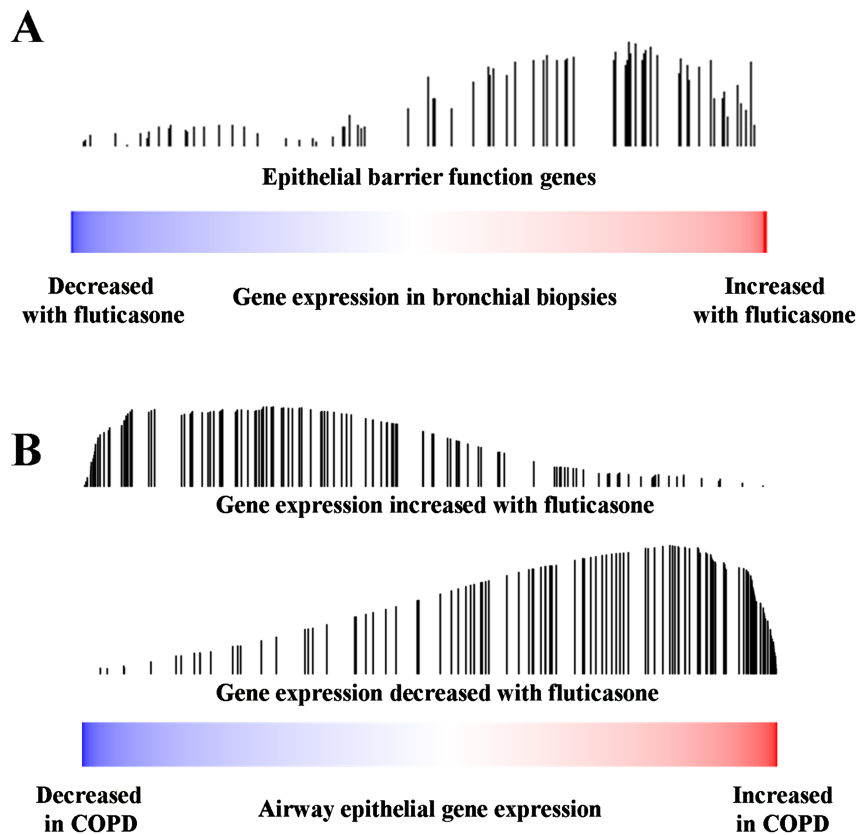 A
Epithelial barrier function genes
Decreased
with fluticasone
Gene expression in bronchial biopsies
Increased
with fluticasone
B
Gene expression increased with fluticasone
Gene expression decreased with fluticasone
Decreased
in COPD
Airway epithelial gene expression
Increased
in COPD